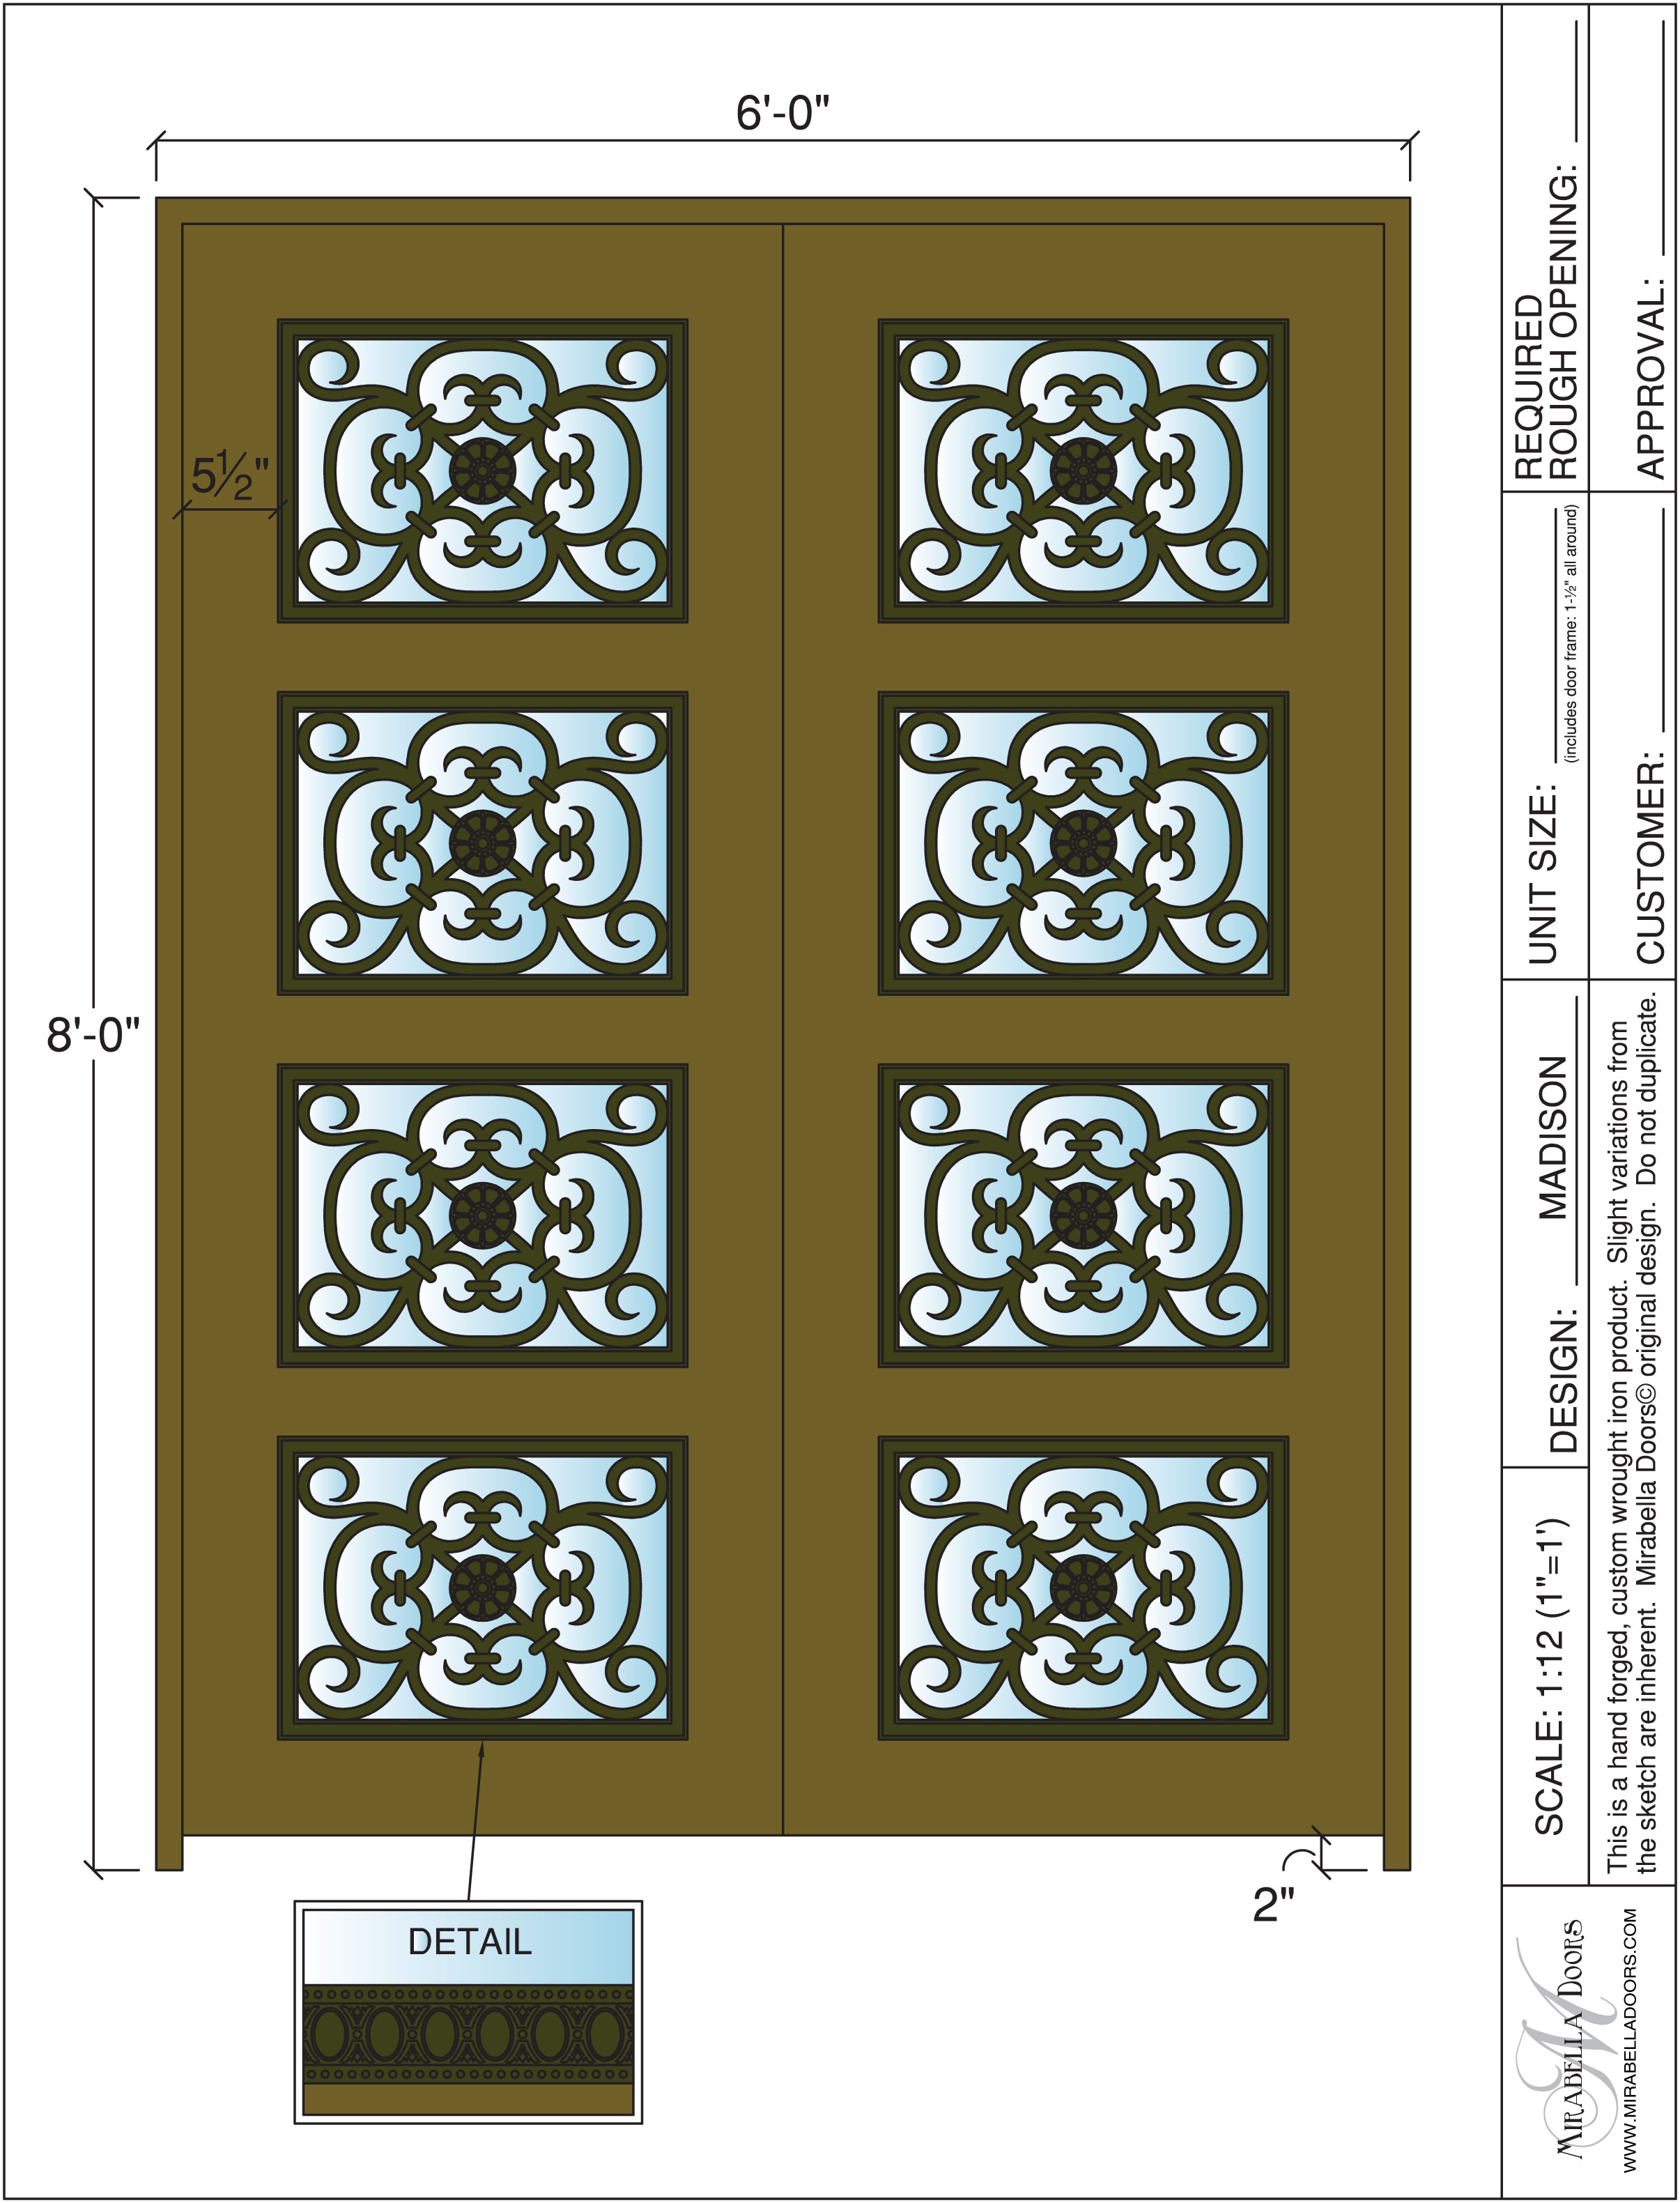 6'-0"
5½"
8'-0"
2"
DETAIL
MIRABELLA DOORS
M
WWW.MIRABELLADOORS.COM
SCALE: 1:12 (1"=1')
DESIGN: MADISON
UNIT SIZE:
(includes door frame: 1-½" all around)
REQUIRED
ROUGH OPENING:
This is a hand forged, custom wrought iron product. Slight variations from
the sketch are inherent. Mirabella Doors© original design. Do not duplicate.
CUSTOMER:
APPROVAL: